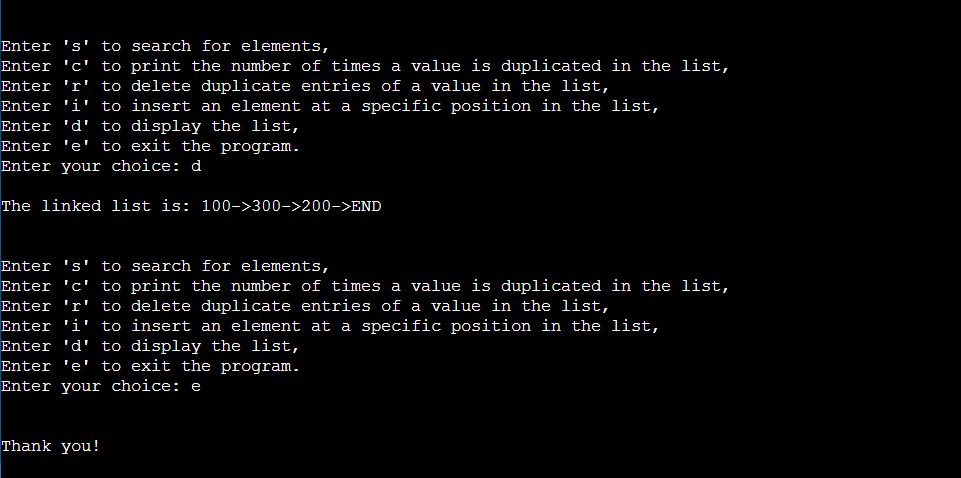 Enter 's' to search for elements,
Enter 'c' to print the number of times a value is duplicated in the list,
Enter 'r' to delete duplicate entries of a value in the list,
Enter 'i' to insert an element at a specific position in the list,
Enter 'd' to display the list,
Enter 'e' to exit the program.
Enter your choice: d
The linked list is: 100->300->200->END
Enter 's' to search for elements,
Enter 'c' to print the number of times a value is duplicated in the list,
Enter 'r' to delete duplicate entries of a value in the list,
Enter 'i' to insert an element at a specific position in the list,
Enter 'd' to display the list,
Enter 'e' to exit the program.
Enter your choice: e
Thank you!